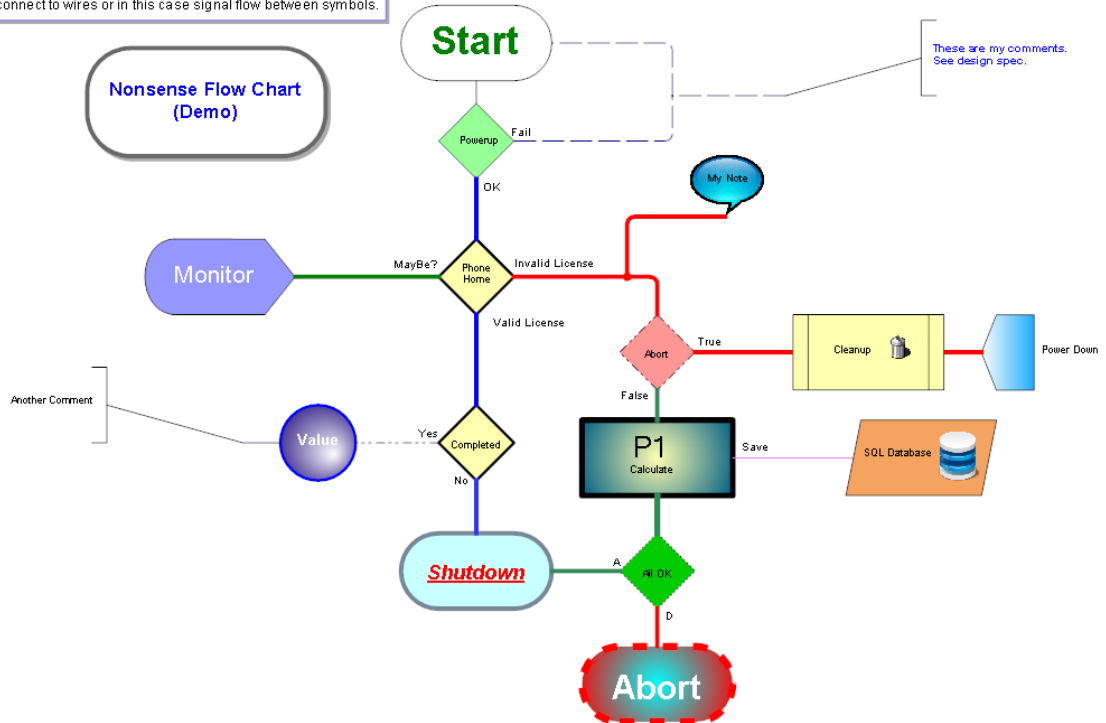 connect to wires or in this case signal flow between symbols.
Start
These are my comments.
See design spec.
Nonsense Flow Chart
(Demo)
Fail
Powerup
OK
My Note
MayBe?
Invalid License
Monitor
Phone
Home
Valid License
True
Abort
Cleanup
Power Down
False
Another Comment
Yes
Value
Completed
P1
Calculate
Save
SQL Database
No
Shutdown
A
All OK
D
Abort